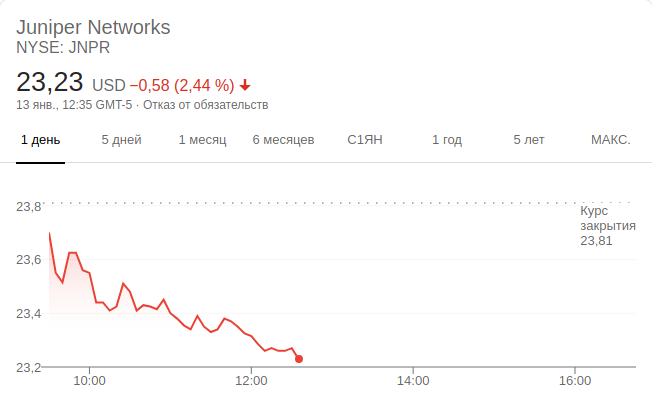 Juniper Networks
NYSE: JNPR
23,23 USD −0,58 (2,44 %)
13 янв., 12:35 GMT-5 · Отказ от обязательств
1 день 5 дней 1 месяц 6 месяцев С1ЯН 1 год 5 лет МАКС.
23,8
Курс
закрытия
23,81
23,6
23,4
23,2
10:00 12:00 14:00 16:00